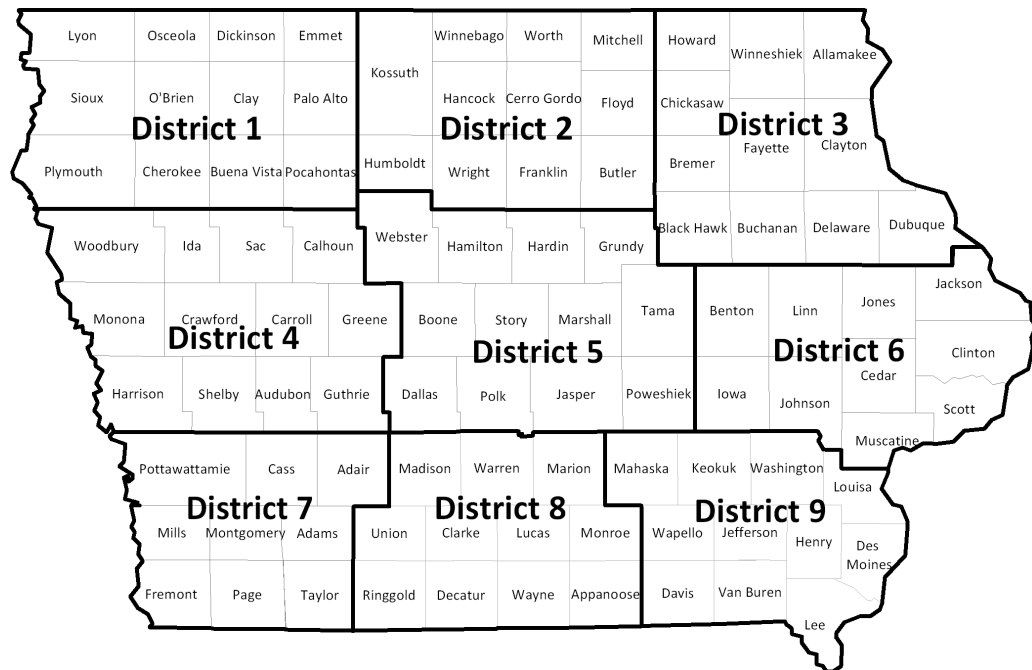 Lyon Osceola Dickinson Emmet Winnebago Worth Mitchell Howard Winneshiek Allamakee
Kossuth
Sioux O'Brien Clay Palo Alto Hancock Cerro Gordo Floyd Chickasaw
District 1 District 2 District 3
Fayette Clayton
Plymouth Cherokee Buena Vista Pocahontas Humboldt Wright Franklin Butler Bremer
Black Hawk Buchanan Delaware Dubuque
Woodbury Ida Sac Calhoun Webster Hamilton Hardin Grundy
Jackson
Jones
Monona Crawford Carroll Greene Boone Story Marshall Tama Benton Linn
District 4 District 5 District 6
Clinton
Cedar
Harrison Shelby Audubon Guthrie Dallas Polk Jasper Poweshiek Iowa Johnson Scott
Muscatine
Pottawattamie Cass Adair Madison Warren Marion Mahaska Keokuk Washington
Louisa
District 7 District 8 District 9
Mills Montgomery Adams Union Clarke Lucas Monroe Wapello Jefferson Henry
Des
Moines
Fremont Page Taylor Ringgold Decatur Wayne Appanoose Davis Van Buren
Lee